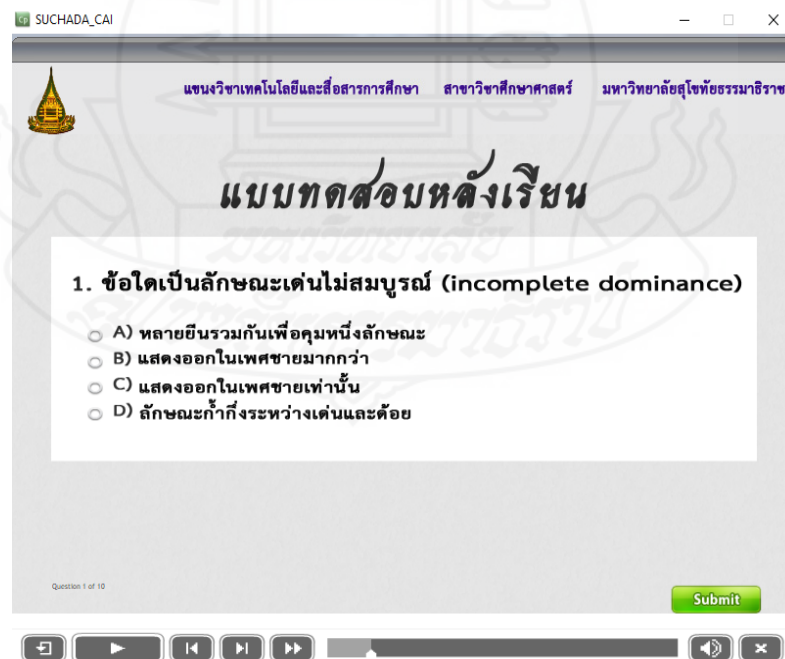 SUCHADA_CAI
แขนงวิชาเทคโนโลยีและสื่อสารการศึกษา สาขาวิชาศึกษาศาสตร์ มหาวิทยาลัยสุโขทัยธรรมาธิราช
แบบทดสอบหลังเรียน
1. ข้อใดเป็นลักษณะเด่นไม่สมบูรณ์ (incomplete dominance)
A) หลายยีนรวมกันเพื่อคุมหนึ่งลักษณะ
B) แสดงออกในเพศชายมากกว่า
C) แสดงออกในเพศชายเท่านั้น
D) ลักษณะก้ำกึ่งระหว่างเด่นและด้อย
Question 1 of 10
Submit